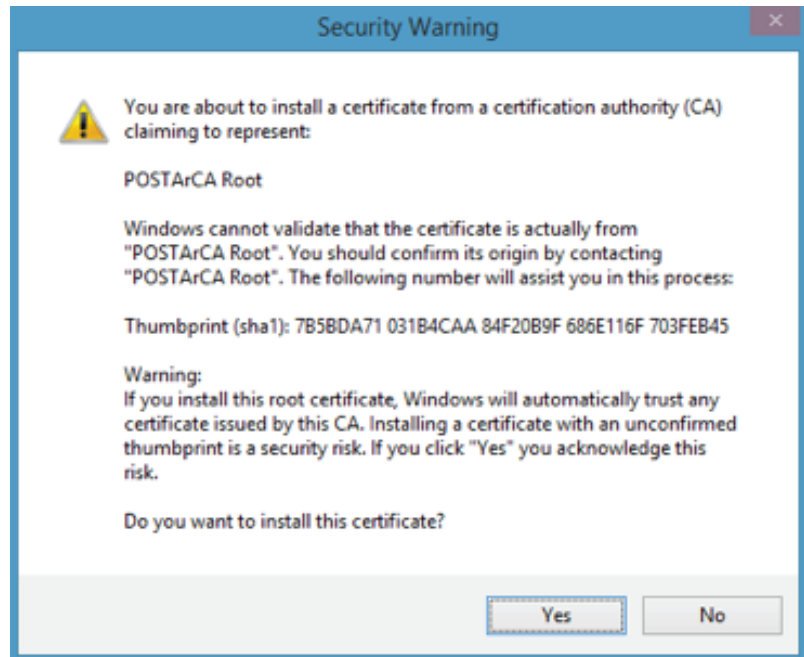 Security Warning
You are about to install a certificate from a certification authority (CA)
claiming to represent:
POSTArCA Root
Windows cannot validate that the certificate is actually from
"POSTArCA Root". You should confirm its origin by contacting
"POSTArCA Root". The following number will assist you in this process:
Thumbprint (sha1): 7B5BDA71 031B4CAA 84F20B9F 686E116F 703FEB45
Warning:
If you install this root certificate, Windows will automatically trust any
certificate issued by this CA. Installing a certificate with an unconfirmed
thumbprint is a security risk. If you click "Yes" you acknowledge this
risk.
Do you want to install this certificate?
Yes
No